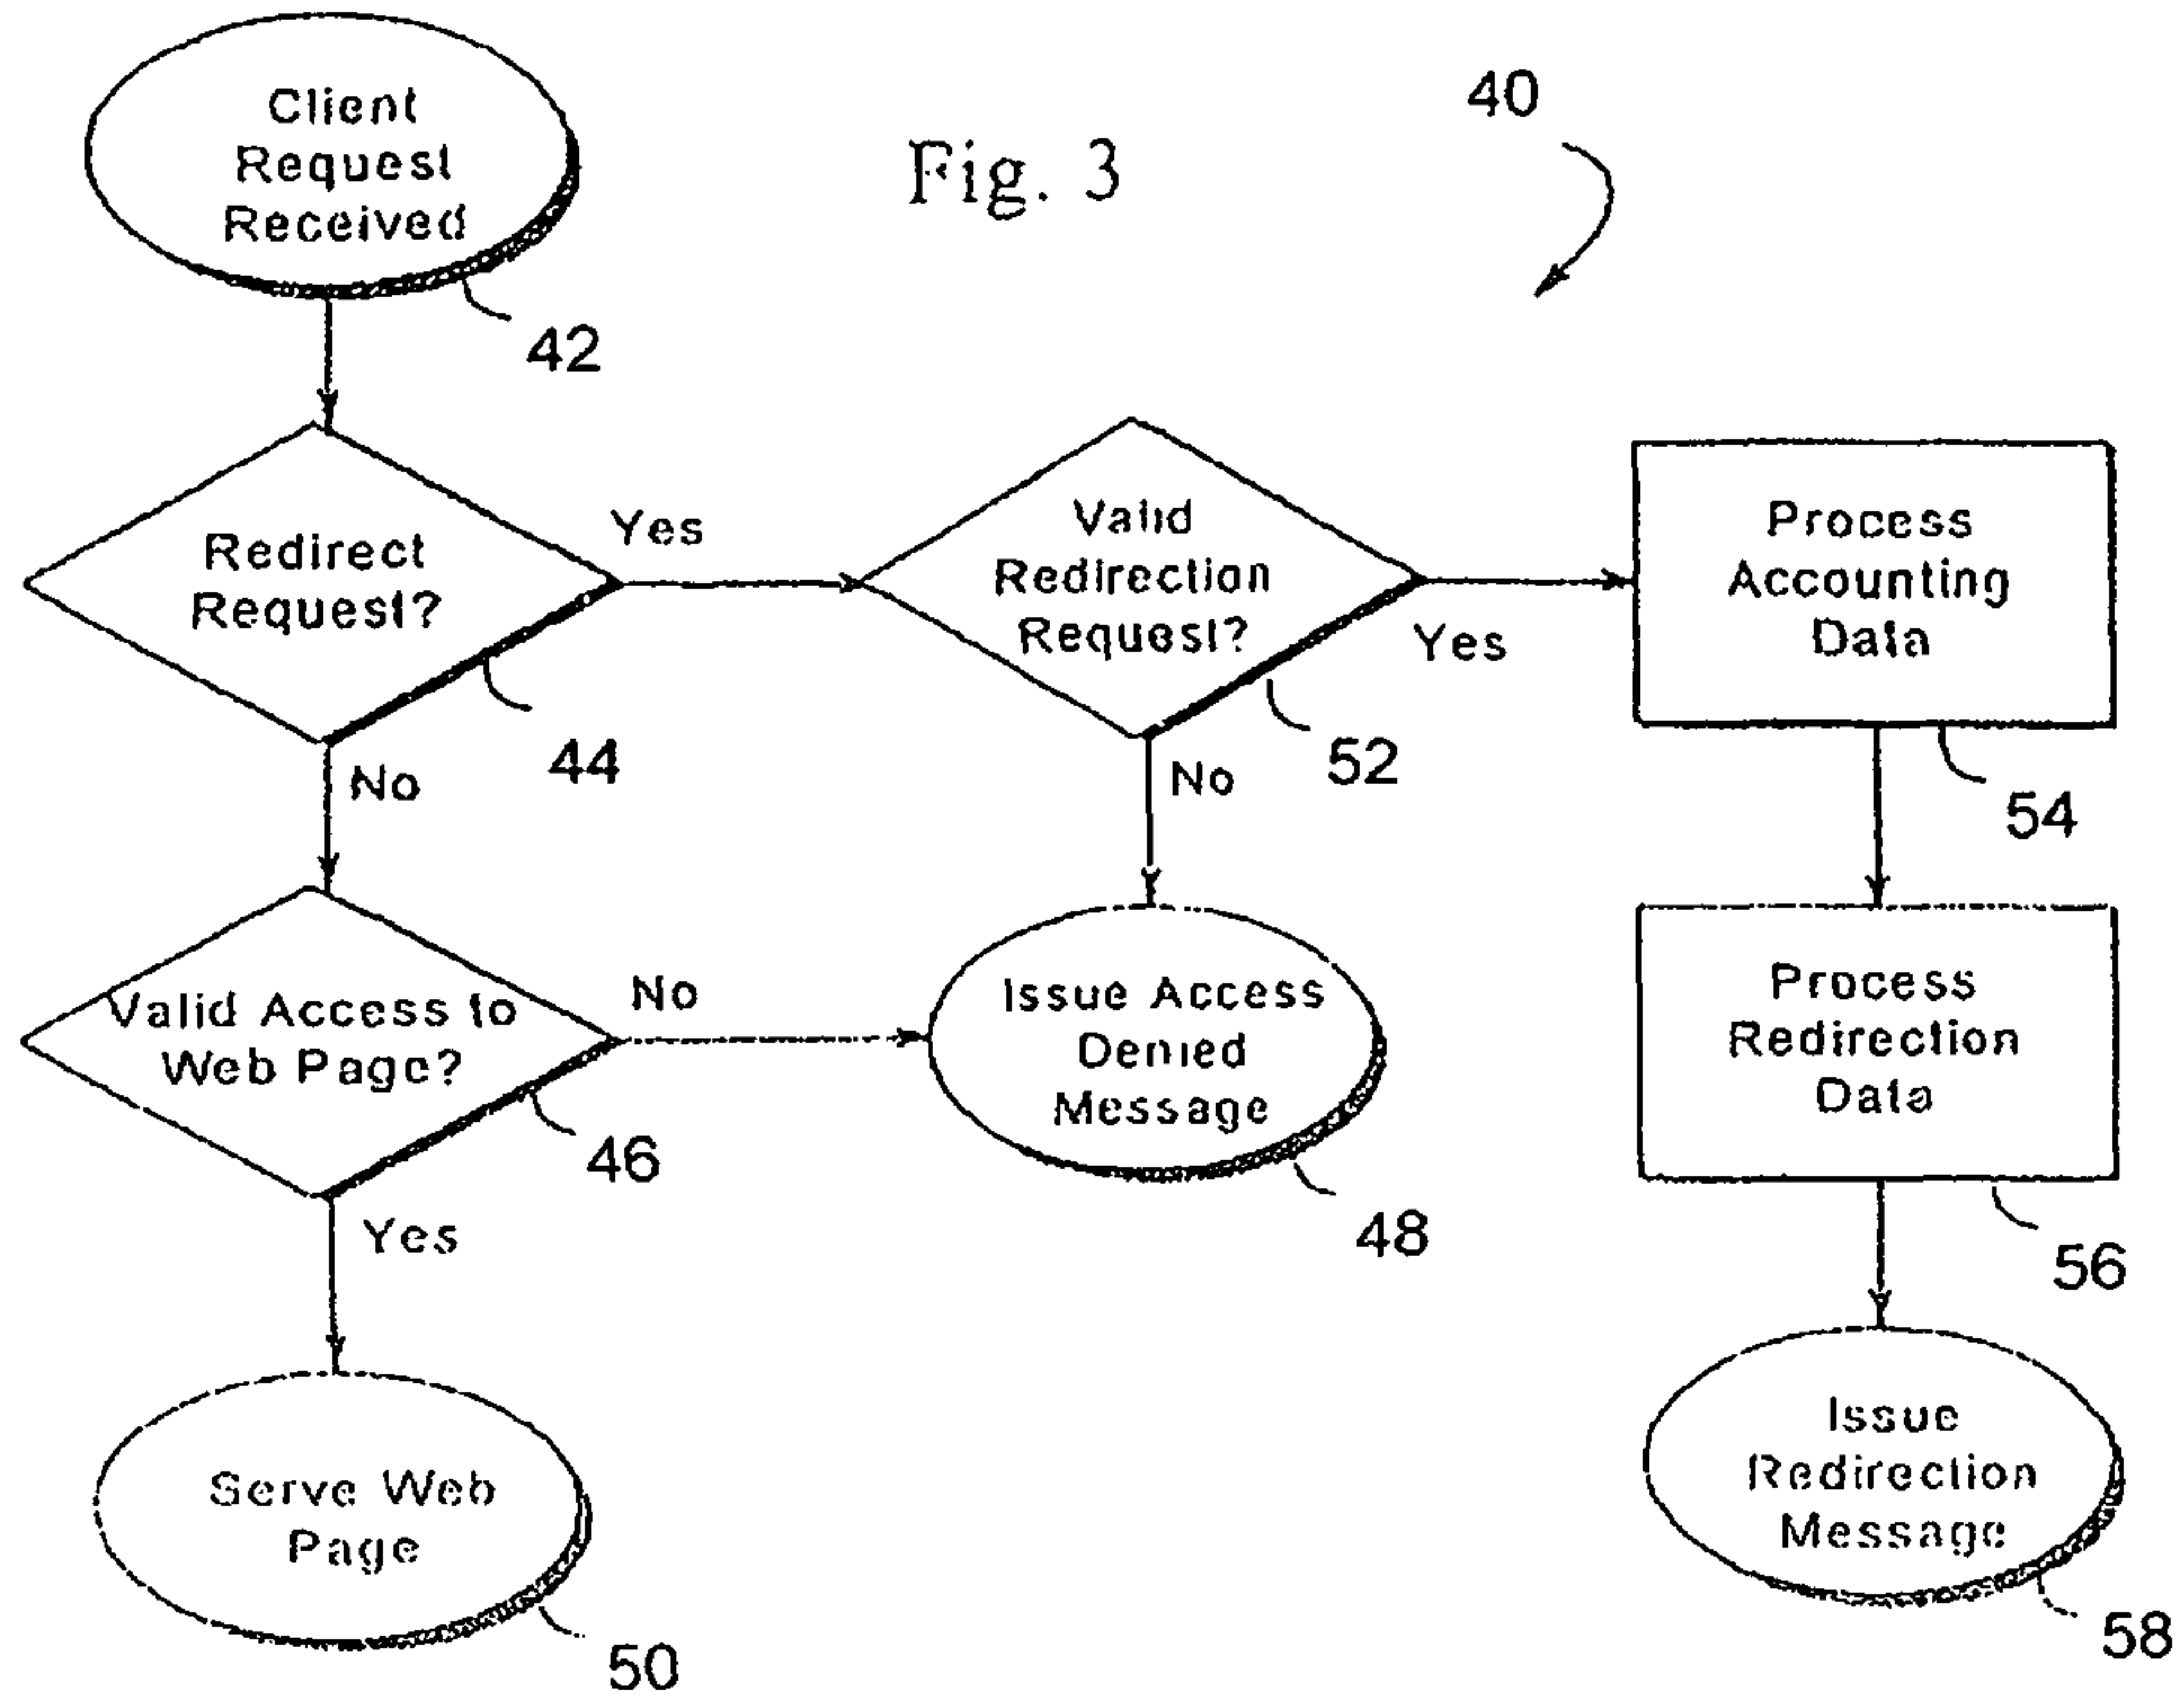 Client
Request
Received
42
Fig. 3
40
Redirect
Request?
44
Yes
No
Valid
Redirection
Request?
52
Yes
No
Process
Accounting
Data
54
Valid Access to
Web Page?
46
No
Yes
Issue Access
Denied
Message
48
Process
Redirection
Data
56
Serve Web
Page
50
Issue
Redirection
Message
58